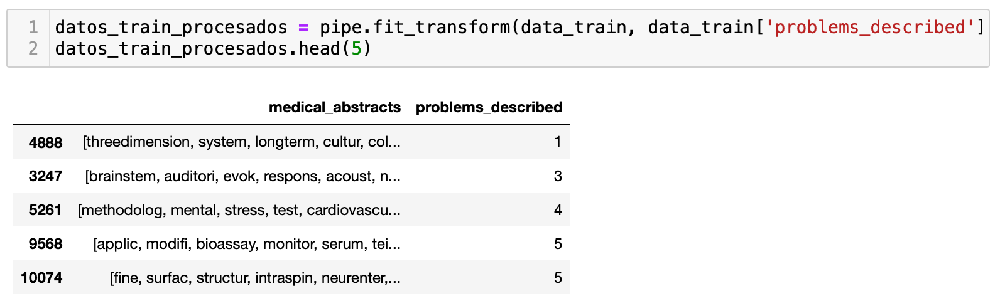 1 datos_train_procesados = pipe.fit_transform(data_train, data_train['problems_described']
2 datos_train_procesados.head(5)
medical_abstracts problems_described
4888 [threedimension, system, longterm, cultur, col... 1
3247 [brainstem, auditori, evok, respons, acoust, n... 3
5261 [methodolog, mental, stress, test, cardiovascu... 4
9568 [applic, modifi, bioassay, monitor, serum, tei... 5
10074 [fine, surfac, structur, intraspin, neurenter,... 5